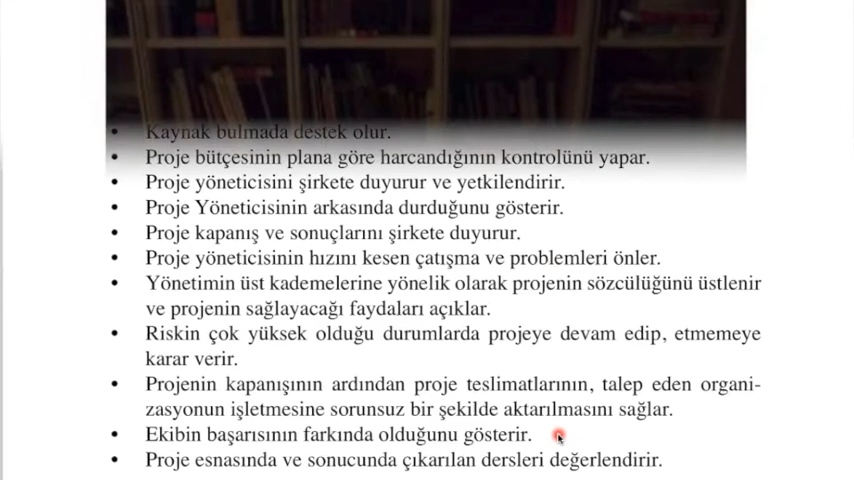 • Kaynak bulmada destek olur.
• Proje bütçesinin plana göre harcandığının kontrolünü yapar.
• Proje yöneticisini şirkete duyurur ve yetkilendirir.
• Proje Yöneticisinin arkasında durduğunu gösterir.
• Proje kapanış ve sonuçlarını şirkete duyurur.
• Proje yöneticisinin hızını kesen çatışma ve problemleri önler.
• Yönetimin üst kademelerine yönelik olarak projenin sözcülüğünü üstlenir
ve projenin sağlayacağı faydaları açıklar.
• Riskin çok yüksek olduğu durumlarda projeye devam edip, etmemeye
karar verir.
• Projenin kapanışının ardından proje teslimatlarının, talep eden organi-
zasyonun işletmesine sorunsuz bir şekilde aktarılmasını sağlar.
• Ekibin başarısının farkında olduğunu gösterir.
• Proje esnasında ve sonucunda çıkarılan dersleri değerlendirir.